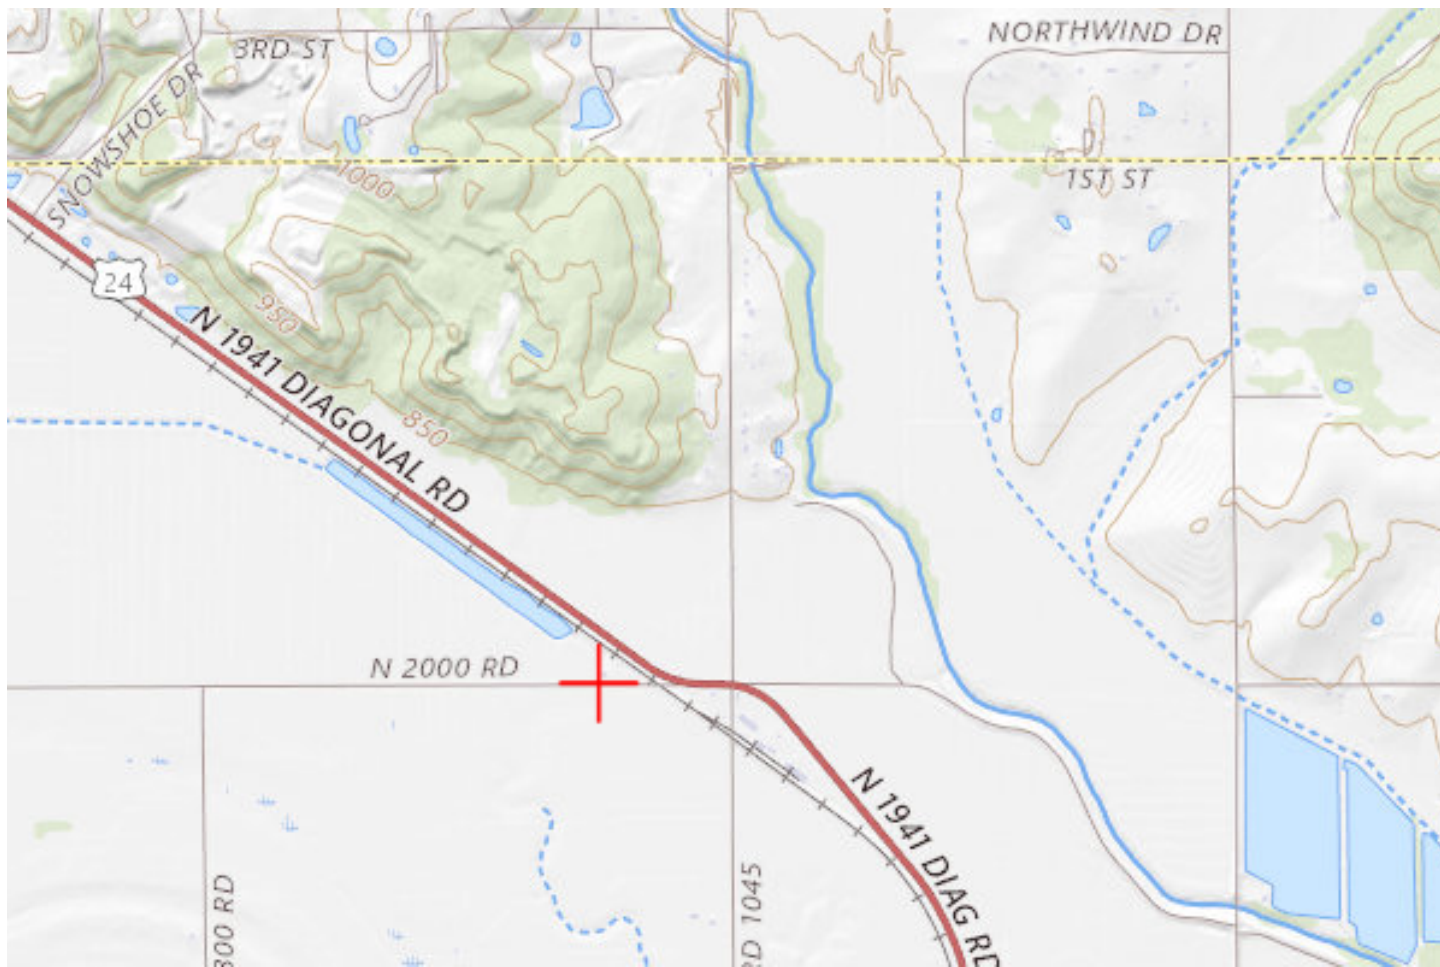 3RD ST
NORTHWIND DR
SNOWSHOE DR
1000
1ST ST
24
950
N 1941 DIAGONAL RD
850
N 2000 RD
N 1941 DIAG RD
RD 1045
300 RD